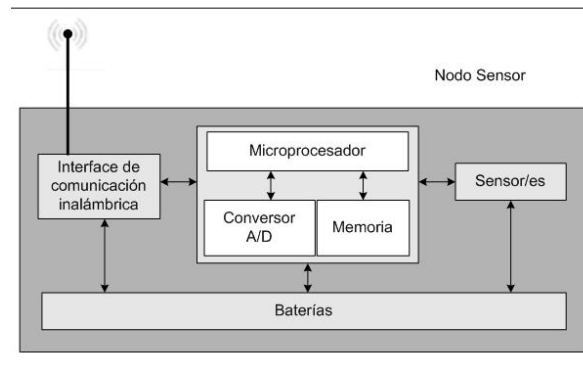 Nodo Sensor
Microprocesador
Interface de
comunicación
inalámbrica
Sensor/es
Conversor
A/D
Memoria
Baterías